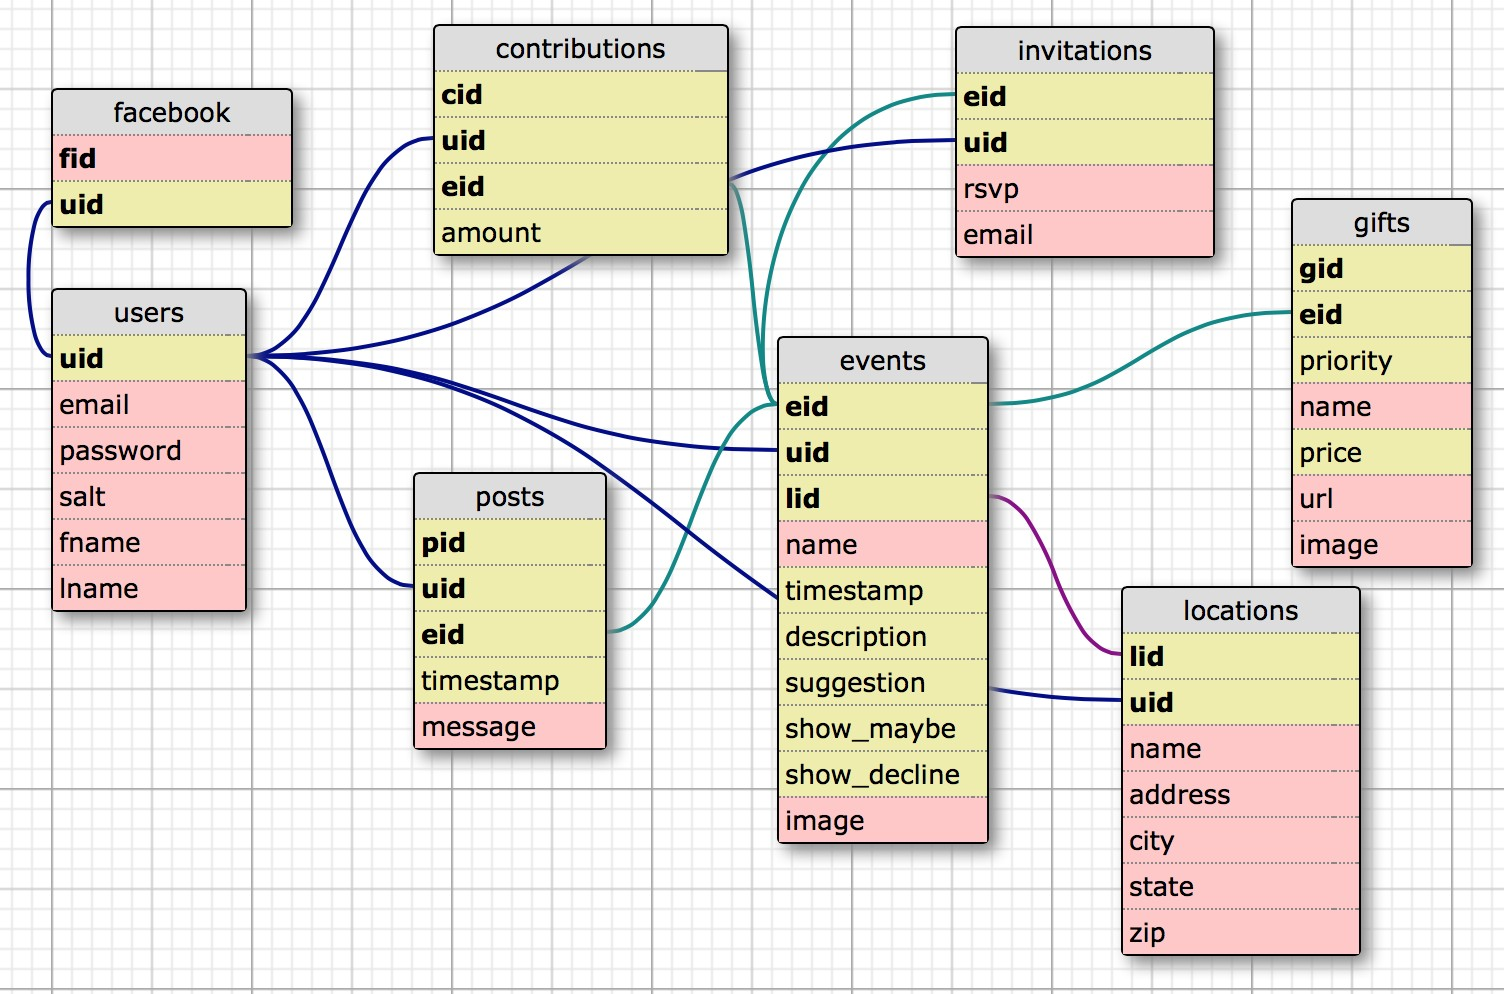 contributions
cid
uid
eid
amount
invitations
eid
uid
rsvp
email
facebook
fid
uid
gifts
gid
eid
priority
name
price
url
image
users
uid
email
password
salt
fname
lname
events
eid
uid
lid
name
timestamp
description
suggestion
show_maybe
show_decline
image
posts
pid
uid
eid
timestamp
message
locations
lid
uid
name
address
city
state
zip